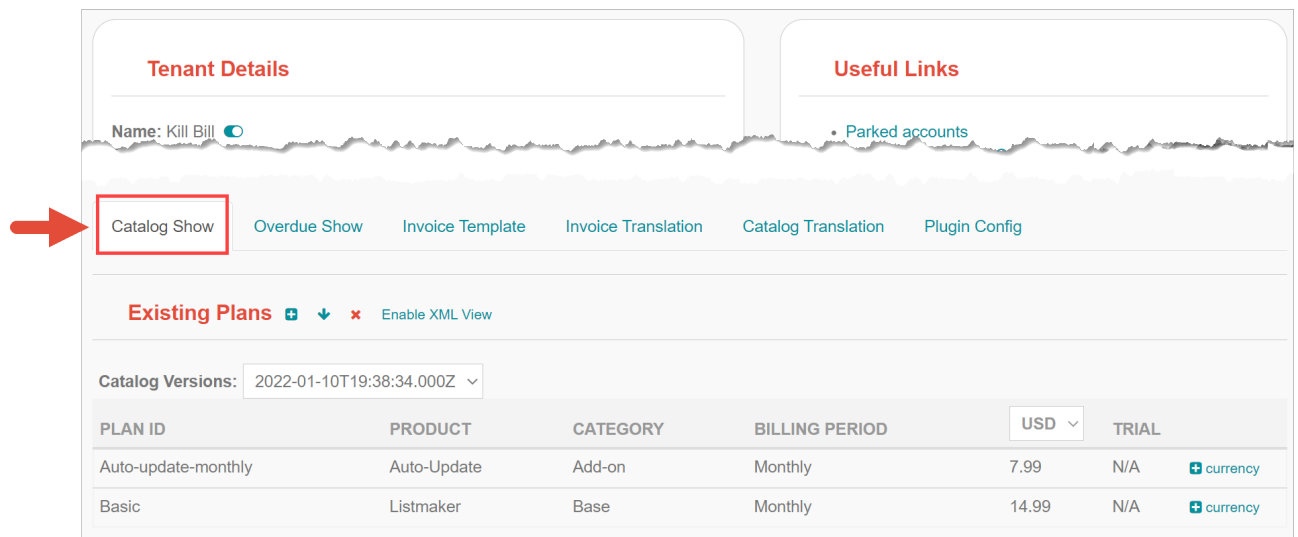 Tenant Details
Useful Links
Name: Kill Bill
Parked accounts
Catalog Show Overdue Show Invoice Template Invoice Translation Catalog Translation Plugin Config
Existing Plans Enable XML View
Catalog Versions: 2022-01-10T19:38:34.000Z
PLAN ID PRODUCT CATEGORY BILLING PERIOD USD TRIAL
Auto-update-monthly Auto-Update Add-on Monthly 7.99 N/A currency
Basic Listmaker Base Monthly 14.99 N/A currency